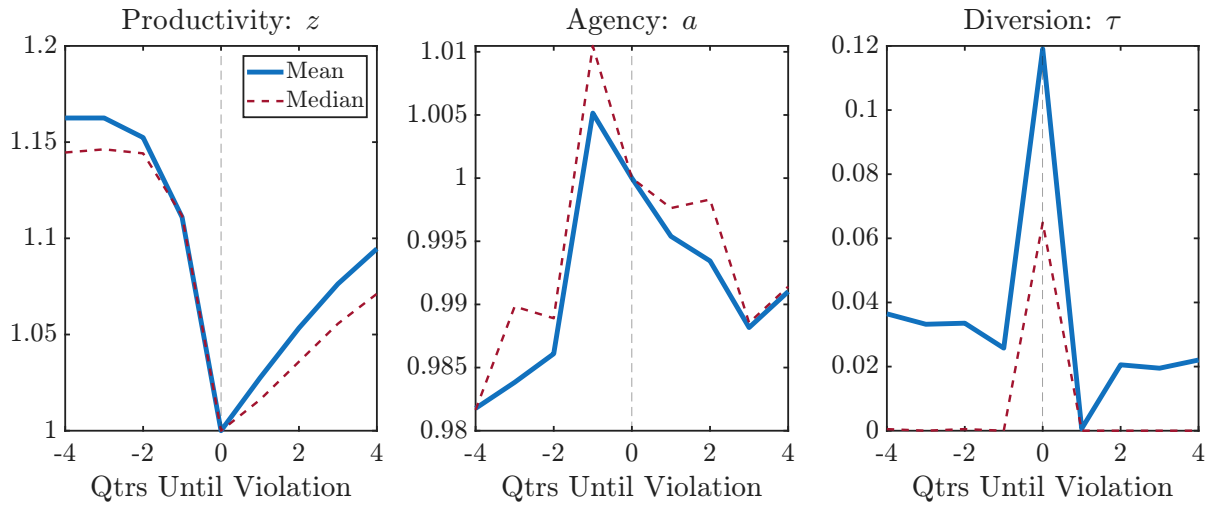 Productivity: z
1.2
1.15
1.1
1.05
1
-4 -2 0 2 4
Qtrs Until Violation
Mean
Median
Agency: a
1.01
1.005
1
0.995
0.99
0.985
0.98
-4 -2 0 2 4
Qtrs Until Violation
Diversion: τ
0.12
0.1
0.08
0.06
0.04
0.02
0
-4 -2 0 2 4
Qtrs Until Violation